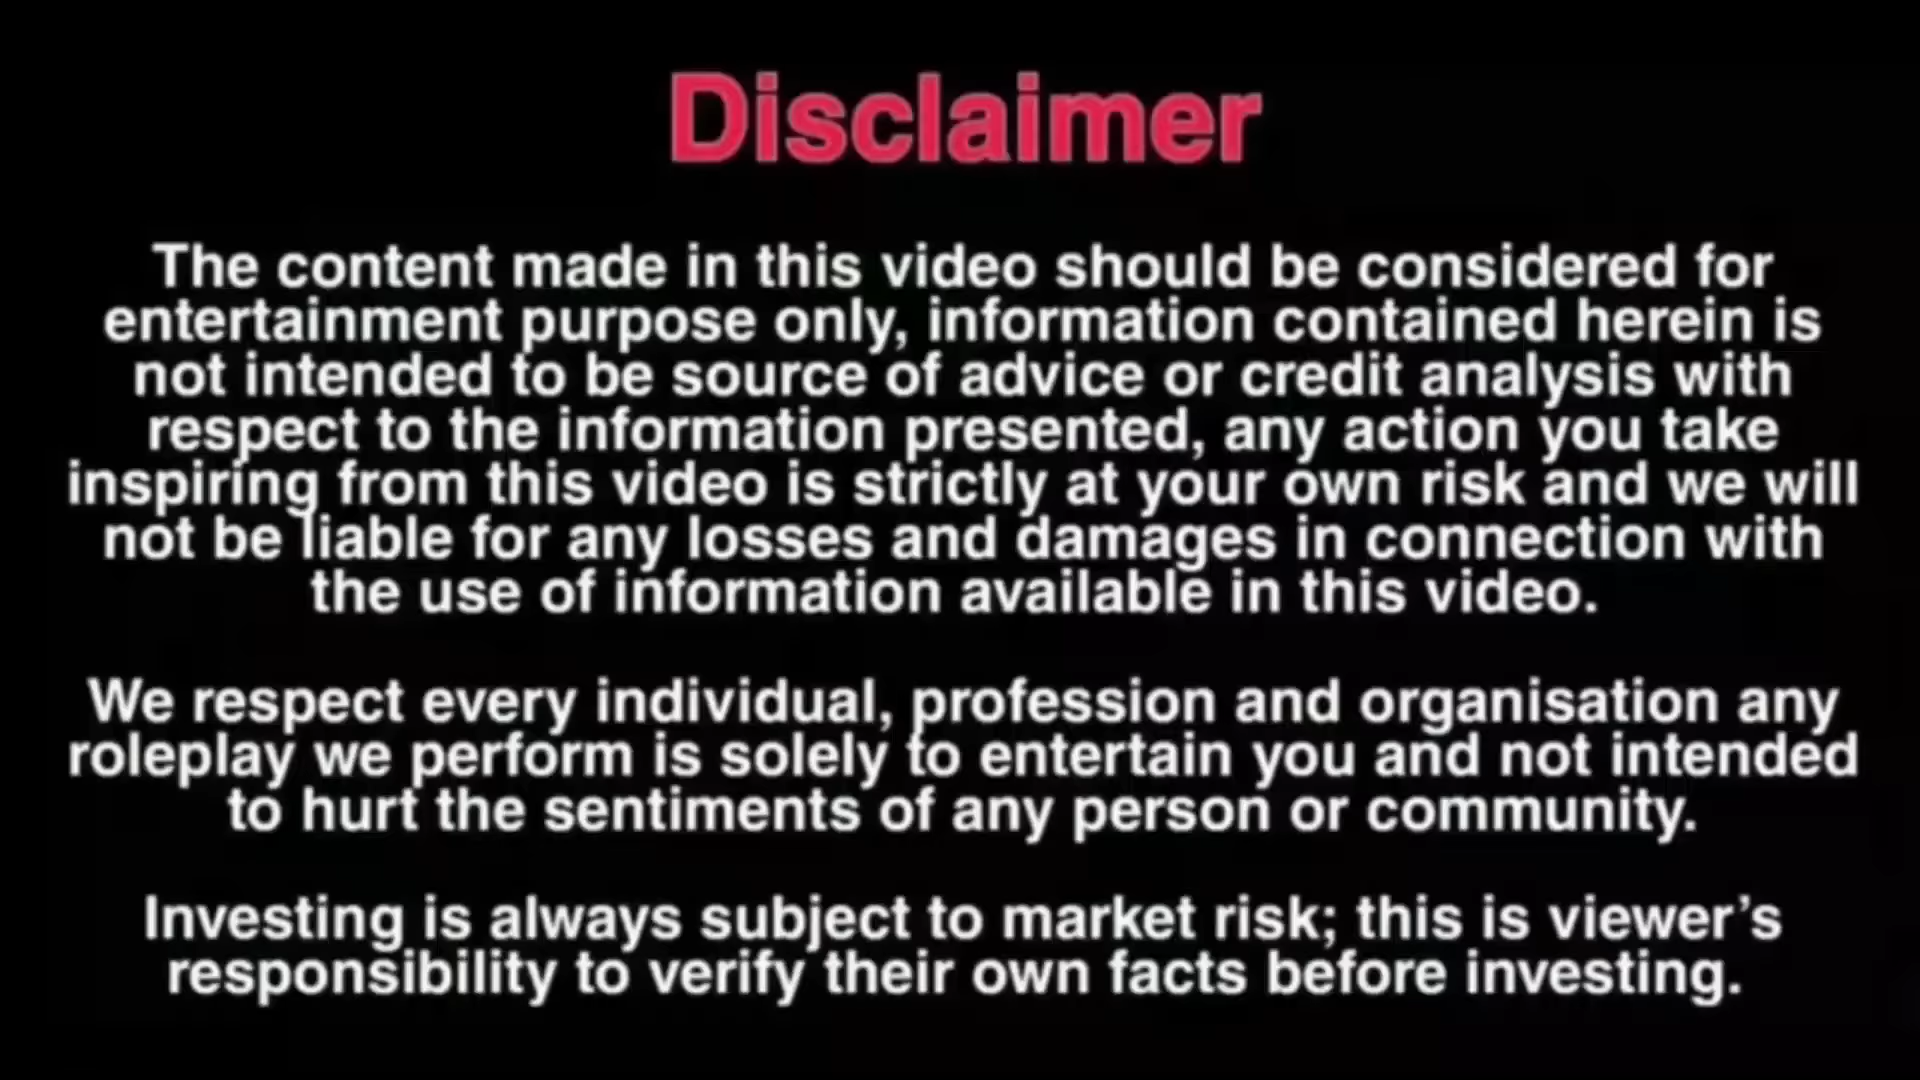 Disclaimer
The content made in this video should be considered for
entertainment purpose only, information contained herein is
not intended to be source of advice or credit analysis with
respect to the information presented, any action you take
inspiring from this video is strictly at your own risk and we will
not be liable for any losses and damages in connection with
the use of information available in this video.
We respect every individual, profession and organisation any
roleplay we perform is solely to entertain you and not intended
to hurt the sentiments of any person or community.
Investing is always subject to market risk; this is viewer’s
responsibility to verify their own facts before investing.